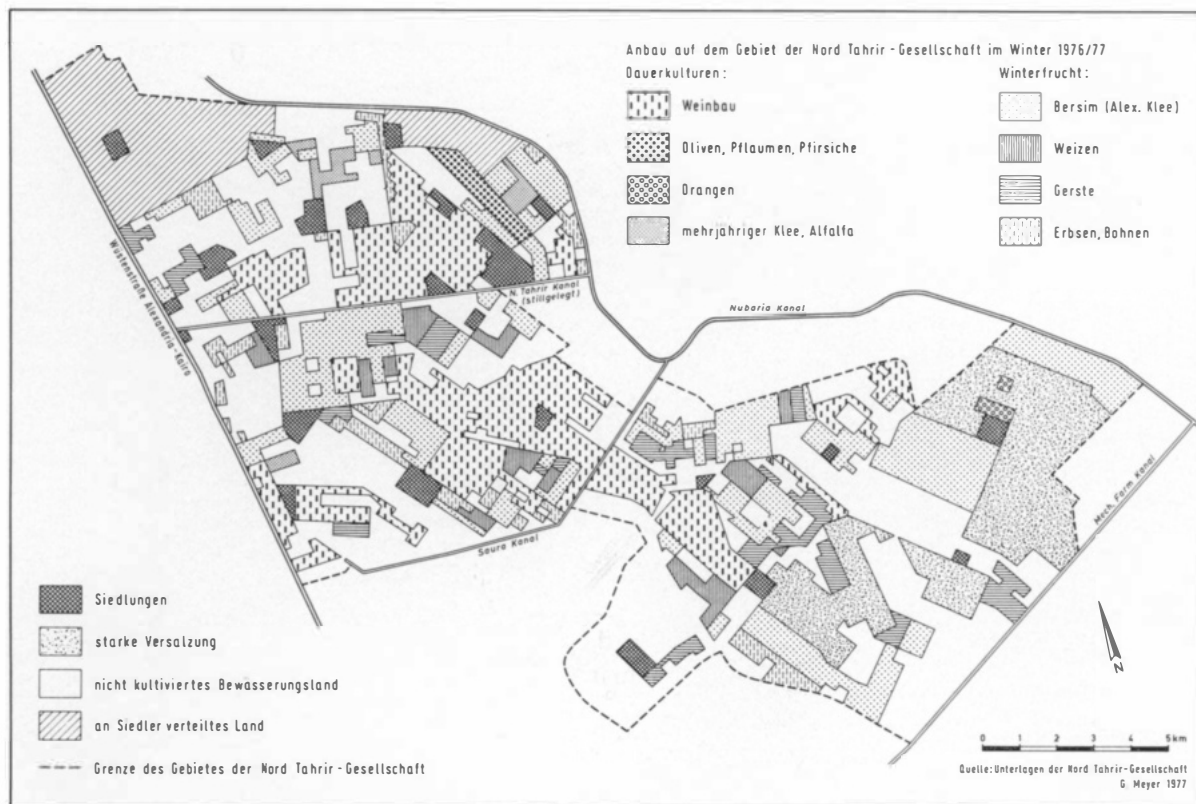 Anbau auf dem Gebiet der Nord Tahrir-Gesellschaft im Winter 1976/77
Dauerkulturen:
Weinbau
Oliven, Pflaumen, Pfirsiche
Orangen
mehrjähriger Klee, Alfalfa
Winterfrucht:
Bersim (Alex. Klee)
Weizen
Gerste
Erbsen, Bohnen
Wüstenstraße Alexandria-Kairo
N. Tahrir Kanal
(stillgelegt)
Nubaria Kanal
Saura Kanal
Mech. Farm Kanal
Siedlungen
starke Versalzung
nicht kultiviertes Bewässerungsland
an Siedler verteiltes Land
Grenze des Gebietes der Nord Tahrir-Gesellschaft
N
0 1 2 3 4 5 km
Quelle: Unterlagen der Nord Tahrir-Gesellschaft
G. Meyer 1977